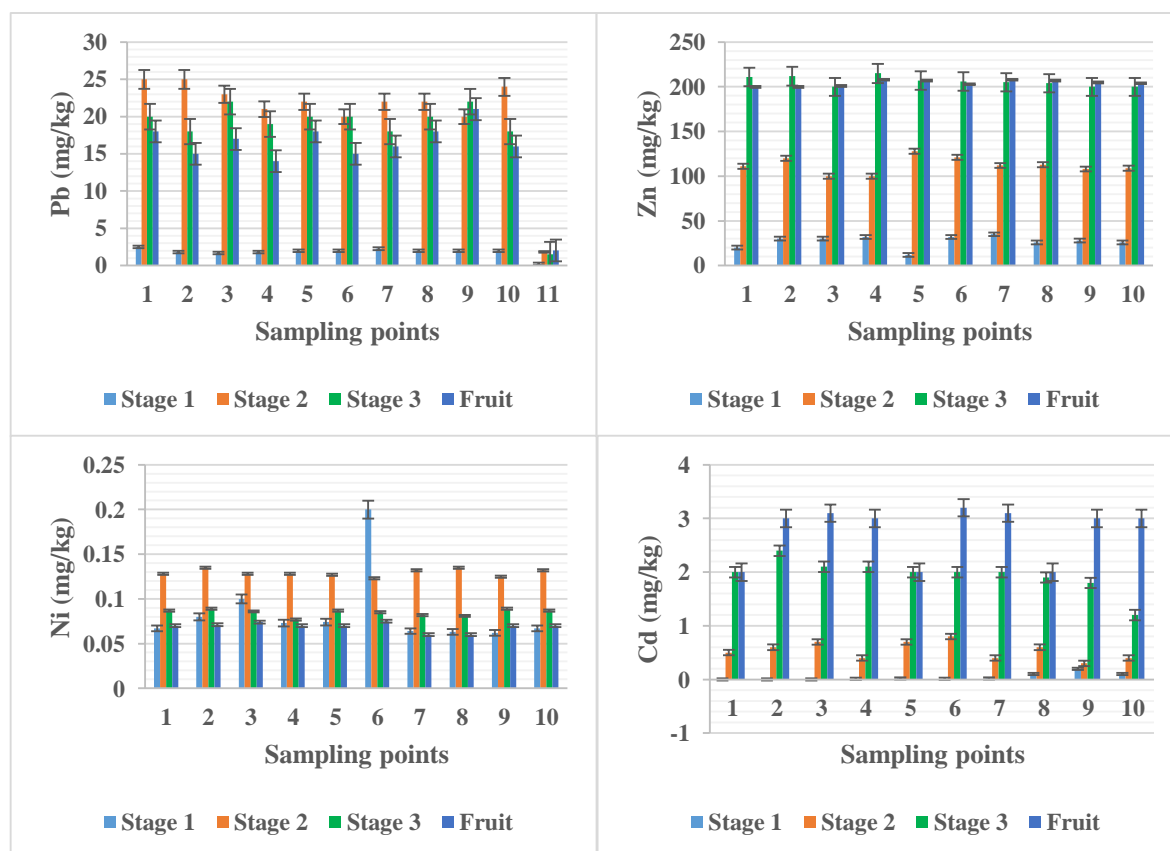 30
25
20
15
10
5
0
Pb (mg/kg)
1 2 3 4 5 6 7 8 9 10 11
Sampling points
Stage 1 Stage 2 Stage 3 Fruit
250
200
150
100
50
0
Zn (mg/kg)
1 2 3 4 5 6 7 8 9 10
Sampling points
Stage 1 Stage 2 Stage 3 Fruit
0.25
0.2
0.15
0.1
0.05
0
Ni (mg/kg)
1 2 3 4 5 6 7 8 9 10
Sampling points
Stage 1 Stage 2 Stage 3 Fruit
4
3
2
1
0
-1
Cd (mg/kg)
1 2 3 4 5 6 7 8 9 10
Sampling points
Stage 1 Stage 2 Stage 3 Fruit